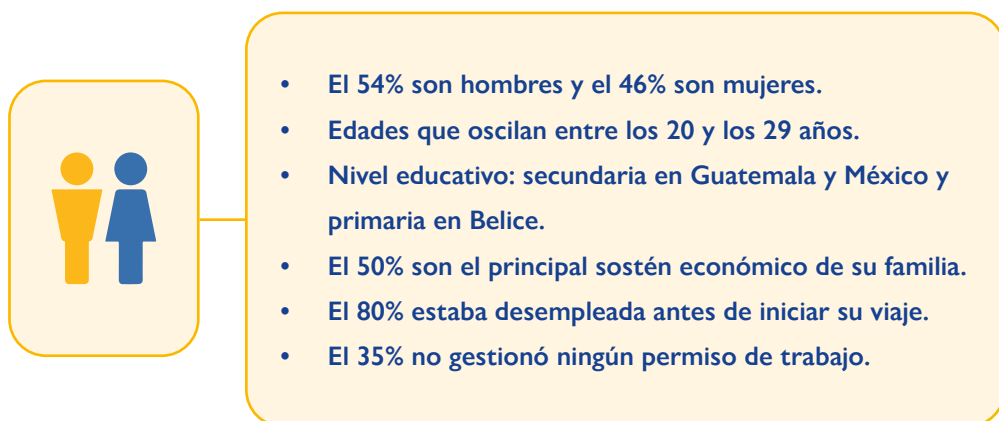 • El 54% son hombres y el 46% son mujeres.
• Edades que oscilan entre los 20 y los 29 años.
• Nivel educativo: secundaria en Guatemala y México y
primaria en Belice.
• El 50% son el principal sostén económico de su familia.
• El 80% estaba desempleada antes de iniciar su viaje.
• El 35% no gestionó ningún permiso de trabajo.